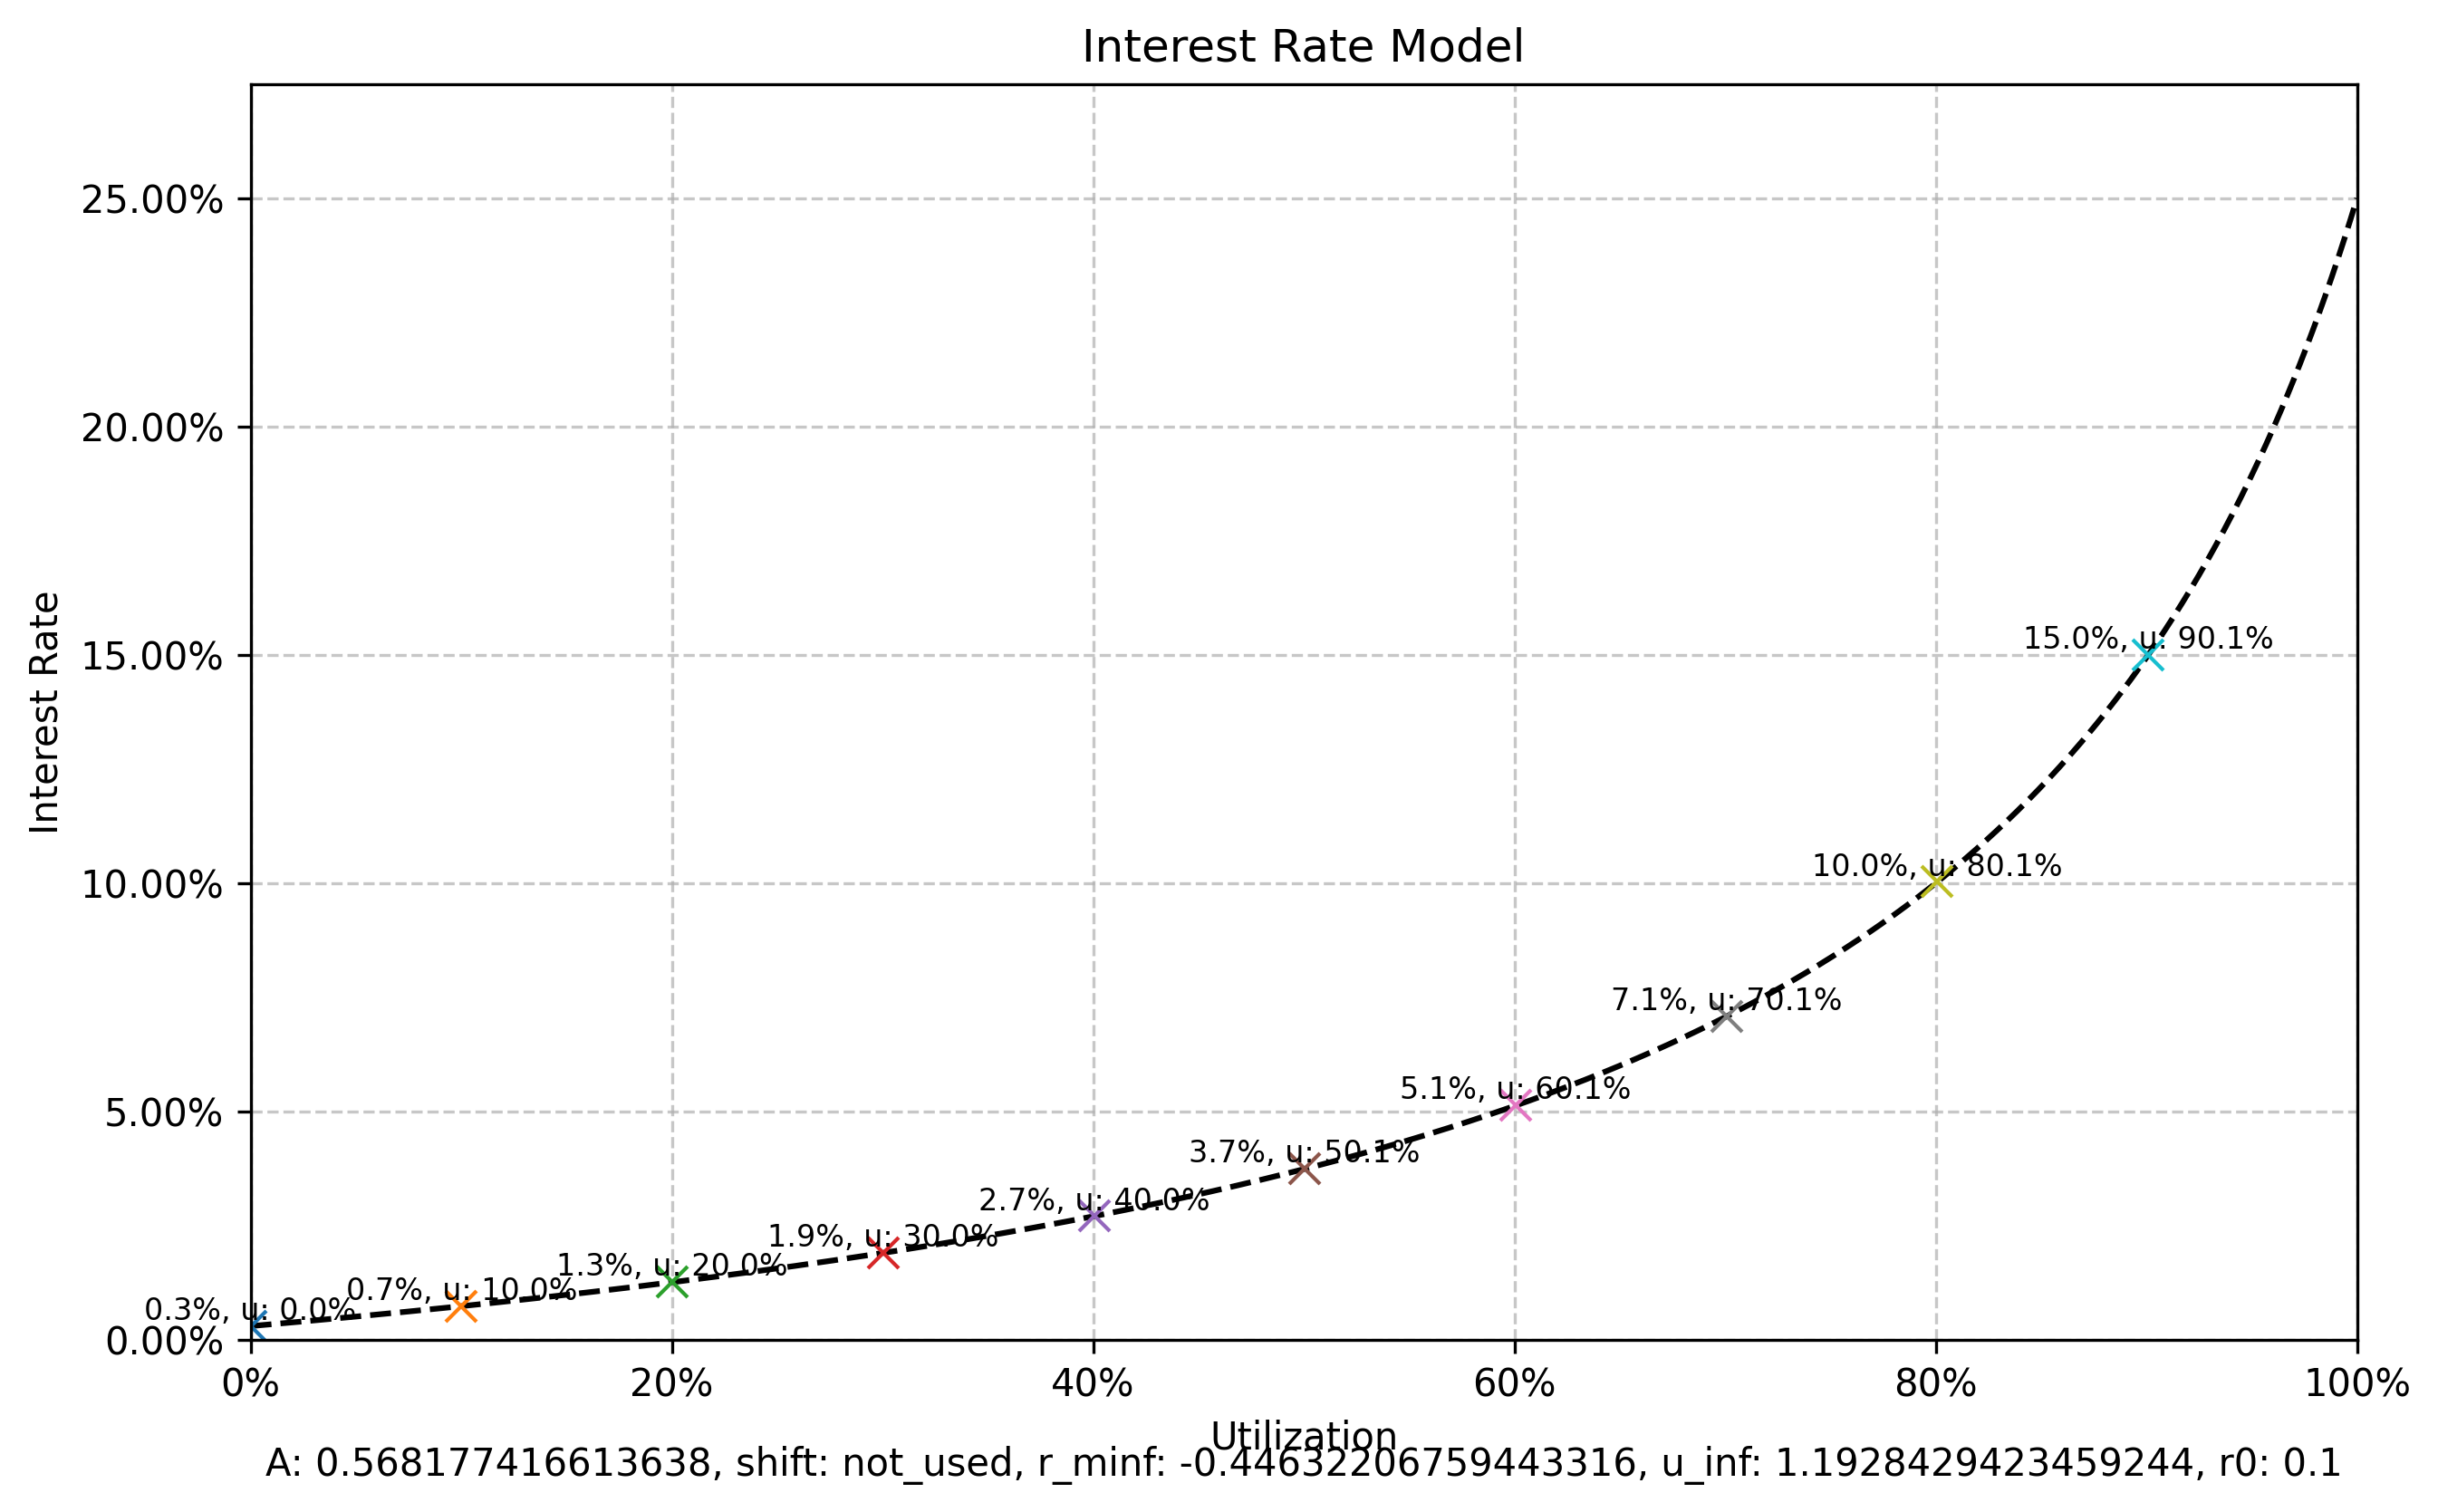 Interest Rate Model
25.00%
20.00%
15.00%
10.00%
5.00%
0.00%
Interest Rate
15.0%, u: 90.1%
10.0%, u: 80.1%
7.1%, u: 70.1%
5.1%, u: 60.1%
3.7%, u: 50.1%
2.7%, u: 40.0%
1.9%, u: 30.0%
1.3%, u: 20.0%
0.7%, u: 10.0%
0.3%, u: 0.0%
0% 20% 40% 60% 80% 100%
Utilization
A: 0.568177416613638, shift: not_used, r_minf: -0.44632206759443316, u_inf: 1.1928429423459244, r0: 0.1